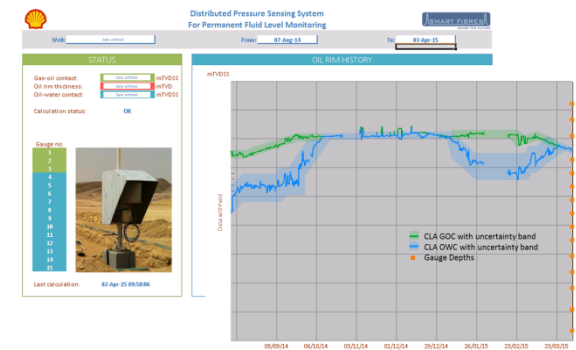 Distributed Pressure Sensing System
For Permanent Fluid Level Monitoring
SMART FIBRES
Well:
From: 07-Aug-14
To: 03-Apr-15
STATUS
OIL RIM HISTORY
Gas-oil contact: mTVDSS
Oil rim thickness: mTVD
Oil-water contact: mTVDSS
Calculation status: OK
Gauge no.
1
2
3
4
5
6
7
8
9
10
11
12
13
14
15
Last calculation: 02-Apr-15 09:58:06
mTVDSS
Data withheld
CLA GOC with uncertainty band
CLA OWC with uncertainty band
Gauge Depths
08/09/14 06/10/14 03/11/14 01/12/14 29/12/14 26/01/15 23/02/15 23/03/15